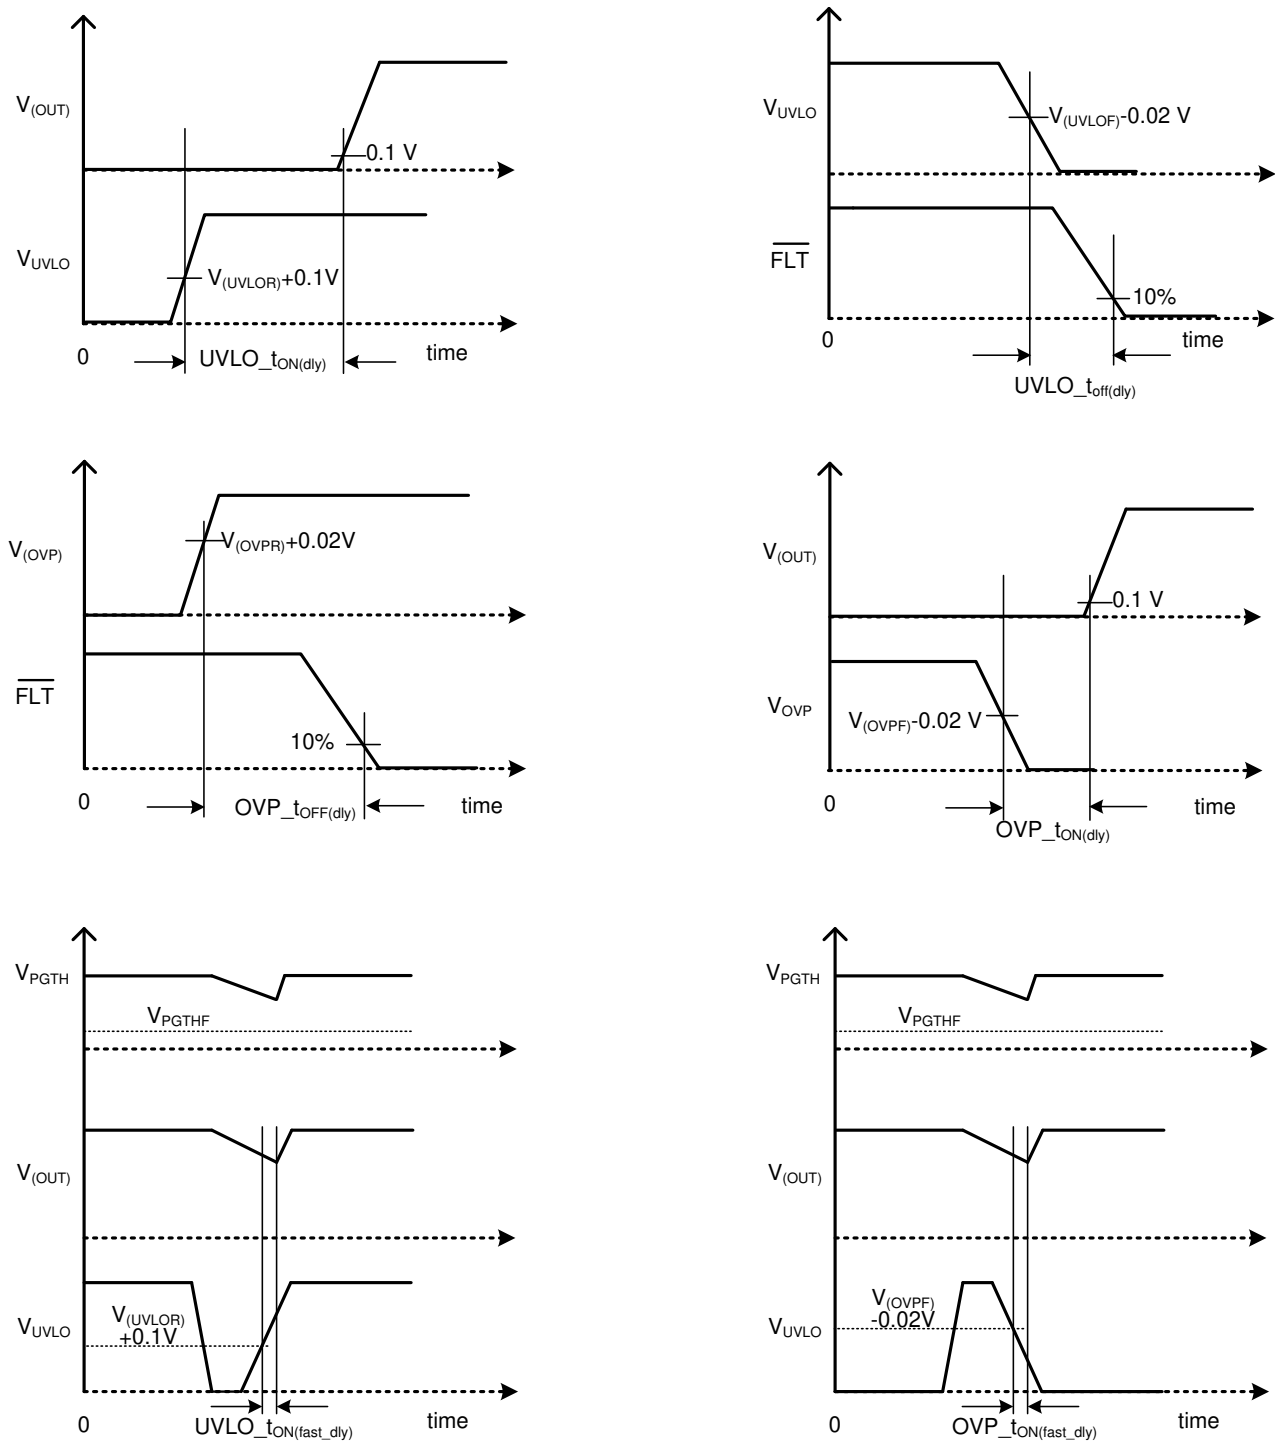 V(OUT)
0.1 V
VUVLO
V(UVLOR)+0.1V
0
UVLO_tON(dly)
time
VUVLO
V(UVLOF)-0.02 V
FLT
10%
0
time
UVLO_toff(dly)
V(OVP)
V(OVPR)+0.02V
FLT
10%
0
OVP_tOFF(dly)
time
V(OUT)
0.1 V
VOVP
V(OVPF)-0.02 V
0
time
OVP_tON(dly)
VPGTH
VPGTHF
V(OUT)
VUVLO
V(UVLOR)
+0.1V
0
UVLO_tON(fast_dly)
time
VPGTH
VPGTHF
V(OUT)
VUVLO
V(OVPF)
-0.02V
0
OVP_tON(fast_dly)
time